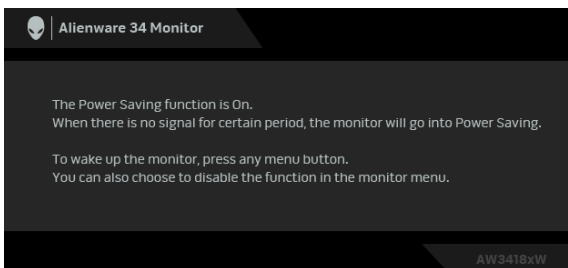 Alienware 34 Monitor
The Power Saving function is On.
When there is no signal for certain period, the monitor will go into Power Saving.
To wake up the monitor, press any menu button.
You can also choose to disable the function in the monitor menu.
AW3418xW